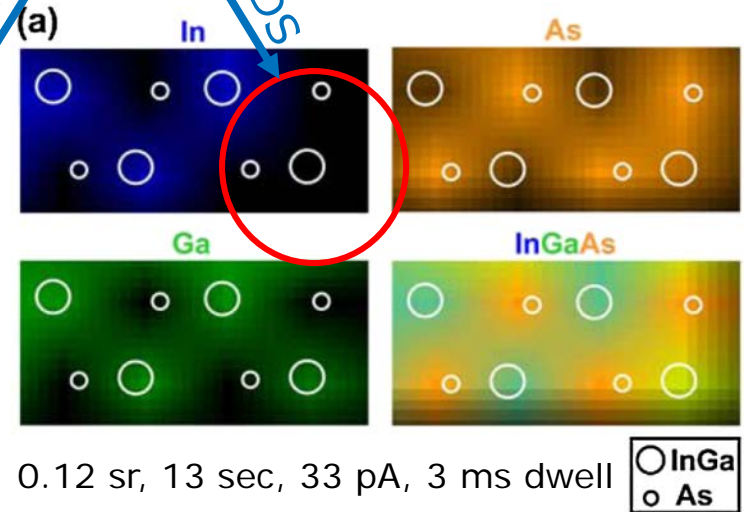 (a)
In
As
Ga
InGaAs
0.12 sr, 13 sec, 33 pA, 3 ms dwell
InGa
As